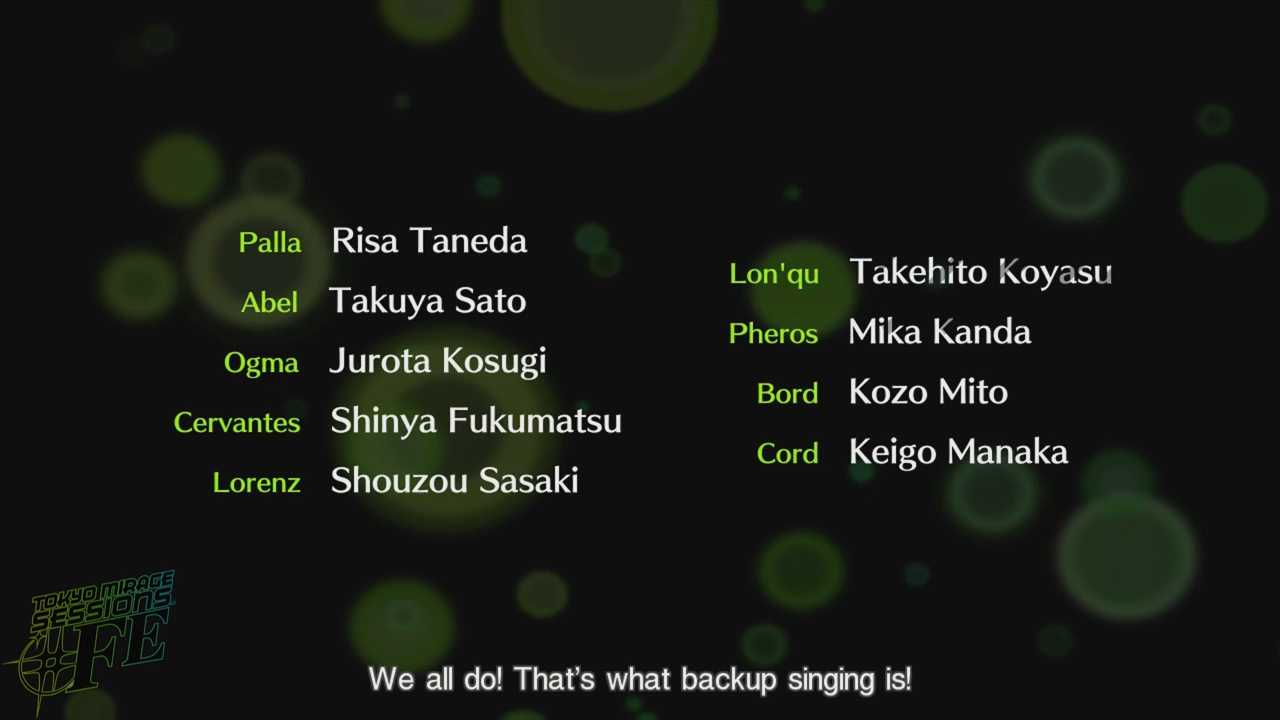 Palla Risa Taneda
Abel Takuya Sato
Ogma Jurota Kosugi
Cervantes Shinya Fukumatsu
Lorenz Shouzou Sasaki
Lon'qu Takehito Koyasu
Pheros Mika Kanda
Bord Kozo Mito
Cord Keigo Manaka
TOKYO MIRAGE
SESSIONS
FE
We all do! That's what backup singing is!